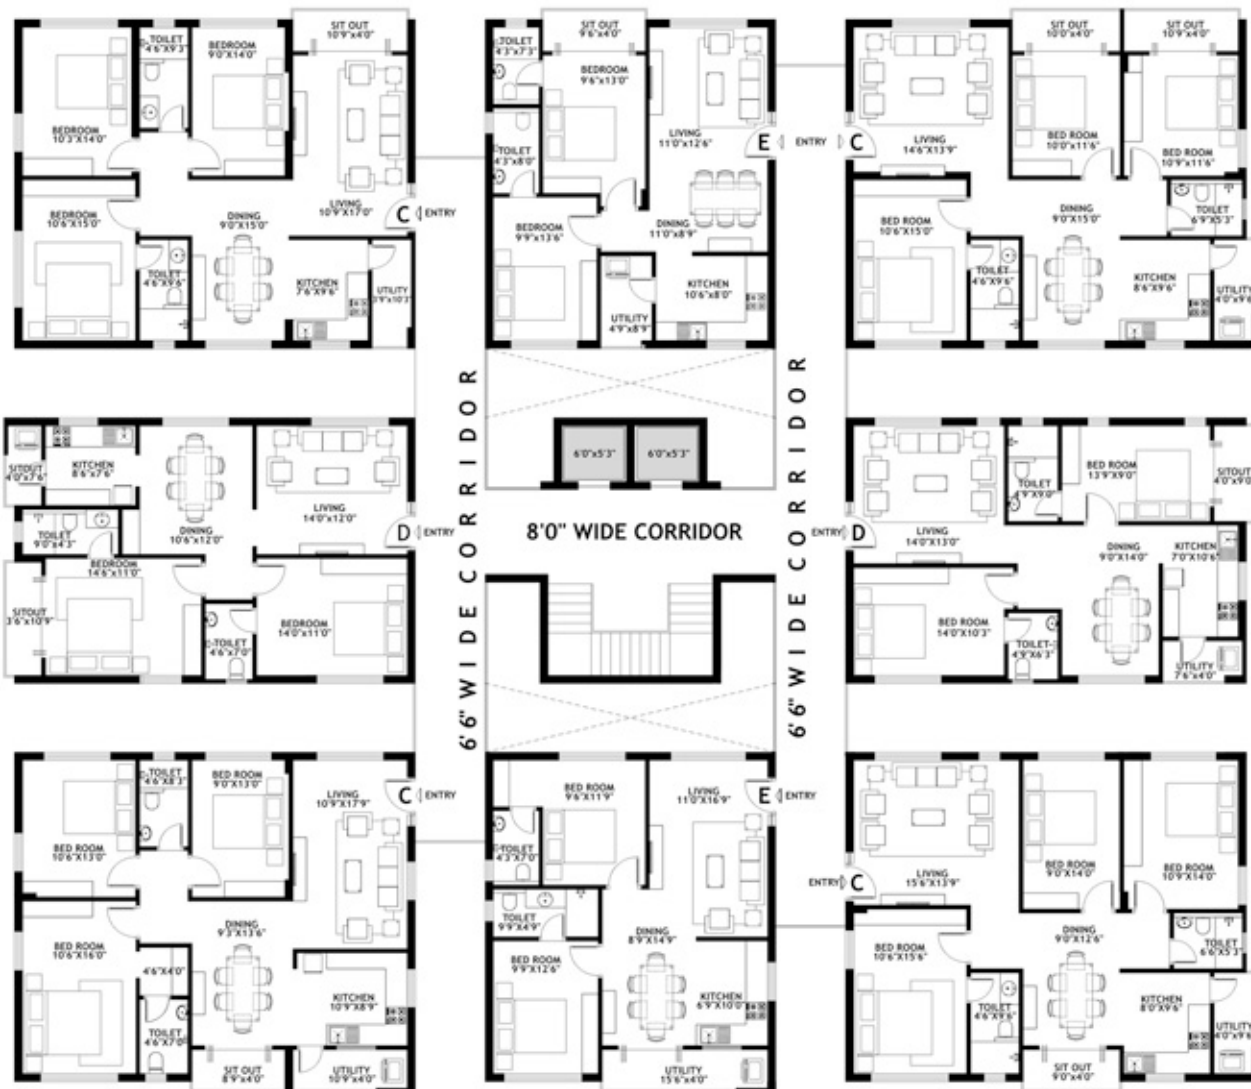 TOILET
4'6"X9'3"
BEDROOM
9'0"X14'0"
SIT OUT
10'9"x4'0"
BEDROOM
10'3"X14'0"
BEDROOM
10'6"X15'0"
DINING
9'0"X15'0"
LIVING
10'9"X17'0"
C
ENTRY
TOILET
4'6"X9'6"
KITCHEN
7'6"X9'6"
UTILITY
3'9"x10'3"
TOILET
4'3"x7'3"
SIT OUT
9'6"x4'0"
BEDROOM
9'6"x13'0"
LIVING
11'0"x12'6"
E
ENTRY
TOILET
4'3"x8'0"
BEDROOM
9'9"x13'6"
DINING
11'0"x8'9"
KITCHEN
10'6"x8'0"
UTILITY
4'9"x8'9"
SIT OUT
10'0"x4'0"
SIT OUT
10'9"x4'0"
C
LIVING
14'6"X13'9"
BED ROOM
10'0"x11'6"
BED ROOM
10'9"x11'6"
BED ROOM
10'6"X15'0"
DINING
9'0"X15'0"
TOILET
6'9"X5'3"
TOILET
4'6"X9'6"
KITCHEN
8'6"X9'6"
UTILITY
4'0"x9'6"
SITOUT
4'0"x7'6"
KITCHEN
8'6"x7'6"
DINING
10'6"x12'0"
LIVING
14'0"x12'0"
D
ENTRY
TOILET
9'0"x4'3"
BEDROOM
14'6"x11'0"
SITOUT
3'6"x10'9"
TOILET
4'6"x7'0"
BEDROOM
14'0"x11'0"
6'6" WIDE CORRIDOR
6'0"x5'3"
6'0"x5'3"
8'0" WIDE CORRIDOR
6'6" WIDE CORRIDOR
ENTRY
D
LIVING
14'0"X13'0"
TOILET
4'9"X9'0"
BED ROOM
13'9"X9'0"
SITOUT
4'0"x9'0"
DINING
9'0"X14'0"
KITCHEN
7'0"X10'6"
BED ROOM
14'0"X10'3"
TOILET
4'9"X6'3"
UTILITY
7'6"x4'0"
TOILET
4'6"X8'3"
BED ROOM
9'0"X13'0"
LIVING
10'9"X17'9"
C
ENTRY
BED ROOM
10'6"X13'0"
BED ROOM
10'6"X16'0"
DINING
9'3"X13'6"
4'6"X4'0"
TOILET
4'6"X7'0"
KITCHEN
10'9"X8'9"
SIT OUT
8'9"x4'0"
UTILITY
10'9"x4'0"
BED ROOM
9'6"X11'9"
LIVING
11'0"X16'9"
E
ENTRY
TOILET
4'3"X7'0"
TOILET
9'9"X4'9"
DINING
8'9"X14'9"
BED ROOM
9'9"X12'6"
KITCHEN
6'9"X10'0"
UTILITY
15'6"x4'0"
ENTRY
C
LIVING
15'6"X13'9"
BED ROOM
9'0"X14'0"
BED ROOM
10'9"X14'0"
BED ROOM
10'6"X15'6"
DINING
9'0"X12'6"
TOILET
6'6"X5'3"
TOILET
4'6"X9'6"
KITCHEN
8'0"X9'6"
UTILITY
4'0"x9'6"
SIT OUT
9'0"x4'0"